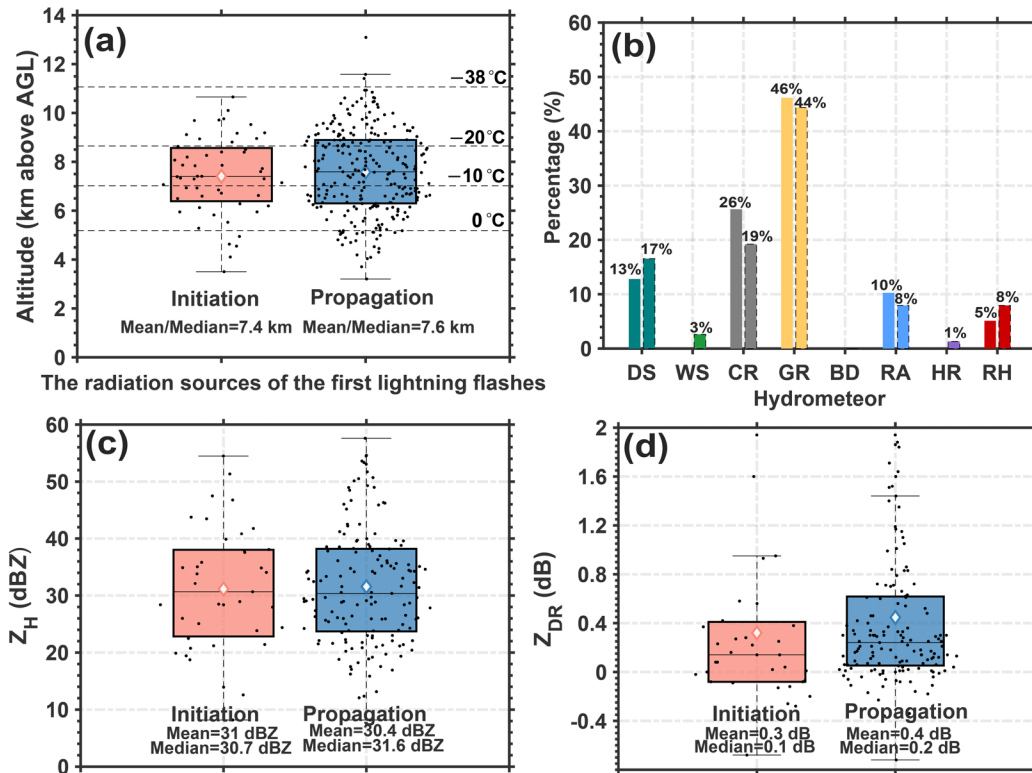 (a)
14
12
10
8
6
4
2
0
Altitude (km above AGL)
−38°C
−20°C
−10°C
0°C
Initiation
Propagation
Mean/Median=7.4 km
Mean/Median=7.6 km
The radiation sources of the first lightning flashes
(b)
60
50
40
30
20
10
0
Percentage (%)
13%
17%
3%
26%
19%
46%
44%
10%
8%
1%
5%
8%
DS
WS
CR
GR
BD
RA
HR
RH
Hydrometeor
(c)
60
50
40
30
20
10
0
Z_H (dBZ)
Initiation
Mean=31 dBZ
Median=30.7 dBZ
Propagation
Mean=30.4 dBZ
Median=31.6 dBZ
(d)
2
1.6
1.2
0.8
0.4
0
-0.4
Z_DR (dB)
Initiation
Mean=0.3 dB
Median=0.1 dB
Propagation
Mean=0.4 dB
Median=0.2 dB